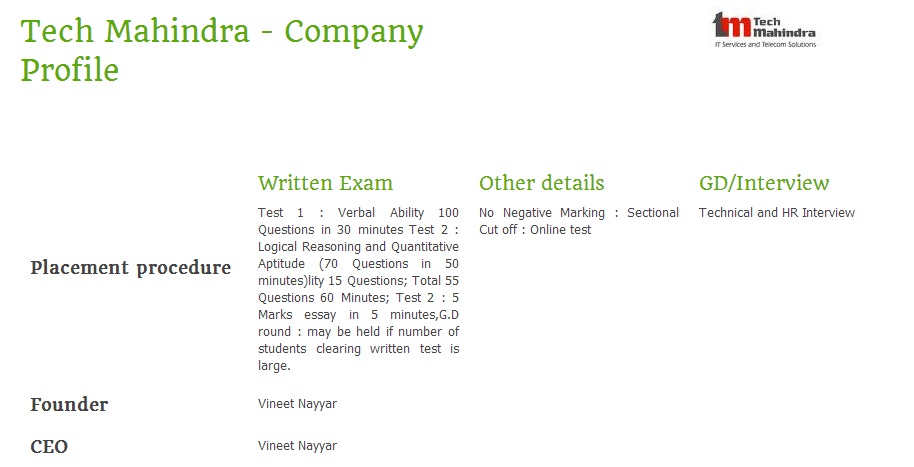 Tech Mahindra - Company
Profile
tm Tech
Mahindra
IT Services and Telecom Solutions
Written Exam
Other details
GD/Interview
Placement procedure
Test 1 : Verbal Ability 100
Questions in 30 minutes Test 2 :
Logical Reasoning and Quantitative
Aptitude (70 Questions in 50
minutes)lity 15 Questions; Total 55
Questions 60 Minutes; Test 2 : 5
Marks essay in 5 minutes,G.D
round : may be held if number of
students clearing written test is
large.
No Negative Marking : Sectional
Cut off : Online test
Technical and HR Interview
Founder
Vineet Nayyar
CEO
Vineet Nayyar